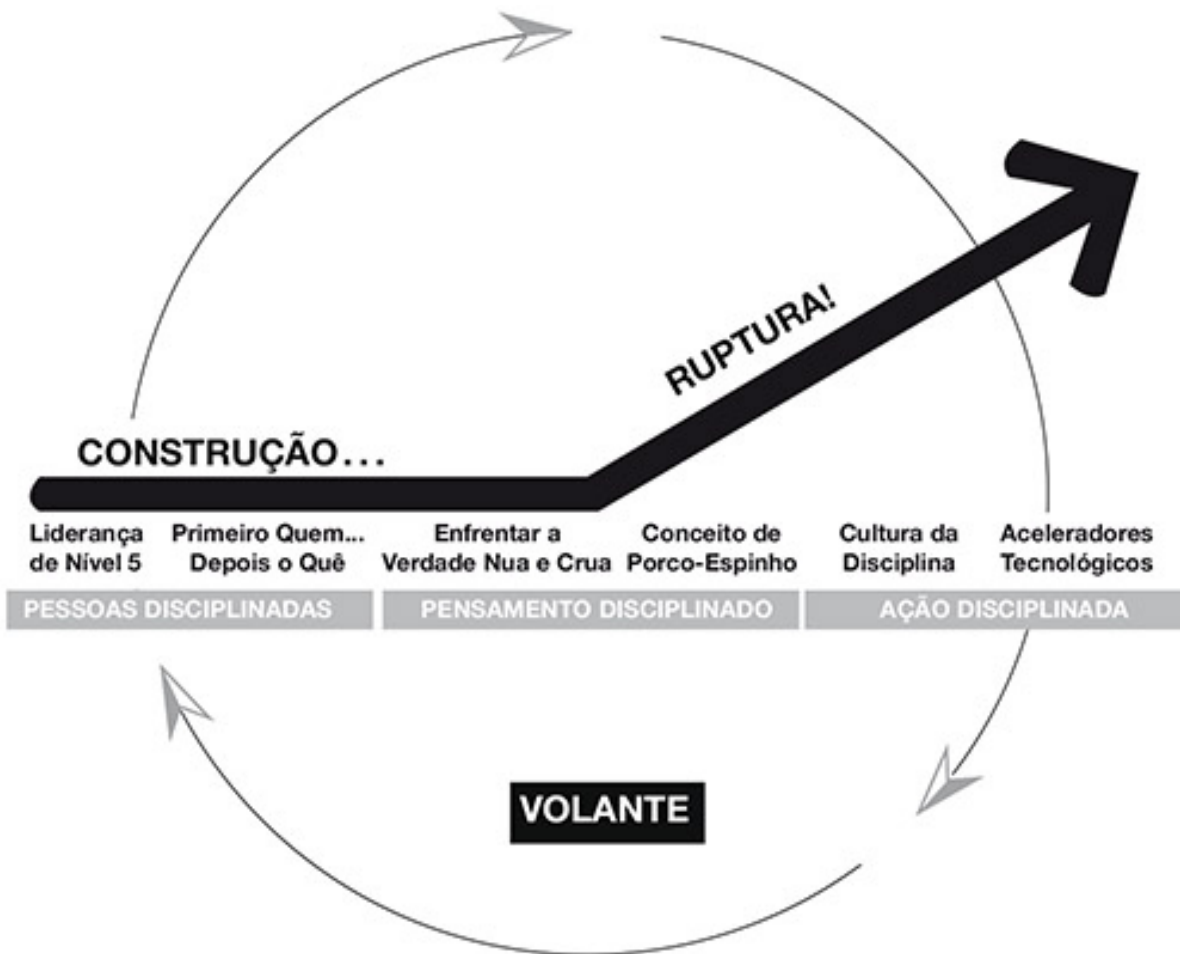 RUPTURA!
CONSTRUÇÃO...
Liderança
de Nível 5
Primeiro Quem...
Depois o Quê
Enfrentar a
Verdade Nua e Crua
Conceito de
Porco-Espinho
Cultura da
Disciplina
Aceleradores
Tecnológicos
PESSOAS DISCIPLINADAS
PENSAMENTO DISCIPLINADO
AÇÃO DISCIPLINADA
VOLANTE